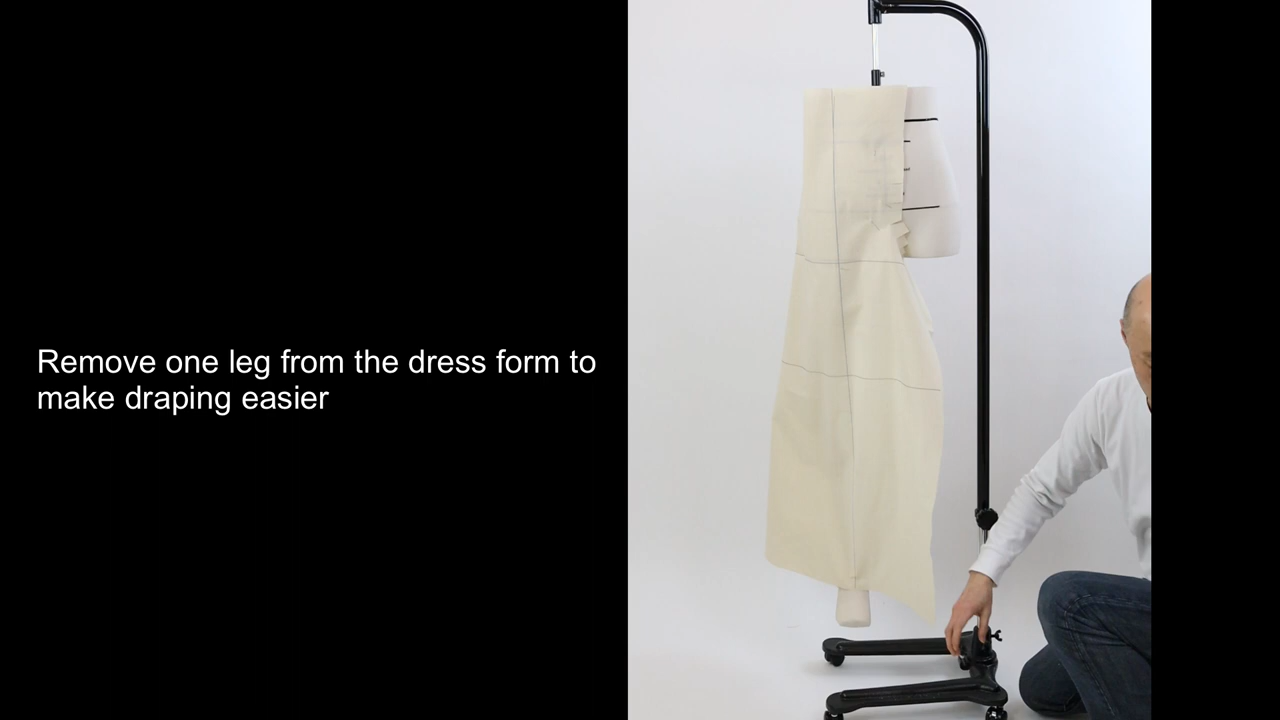 Remove one leg from the dress form to
make draping easier